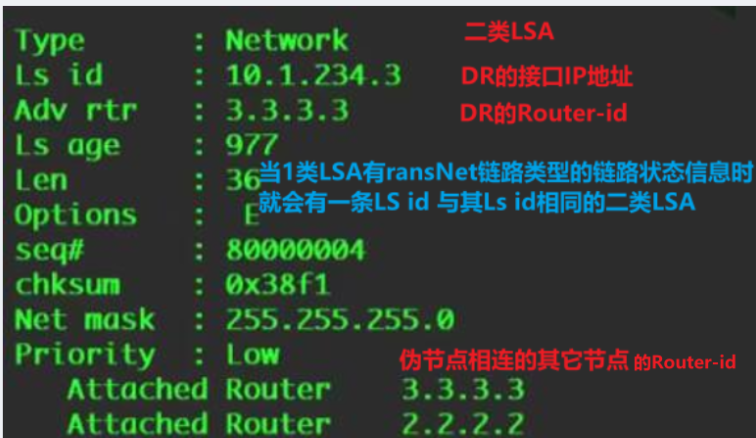 Type : Network 二类LSA
Ls id : 10.1.234.3 DR的接口IP地址
Adv rtr : 3.3.3.3 DR的Router-id
Ls age : 977
Len : 36 当1类LSA有ransNet链路类型的链路状态信息时
Options : E 就会有一条LS id 与其Ls id相同的二类LSA
seq# : 80000004
chksum : 0x38f1
Net mask : 255.255.255.0
Priority : Low 伪节点相连的其它节点 的Router-id
Attached Router 3.3.3.3
Attached Router 2.2.2.2